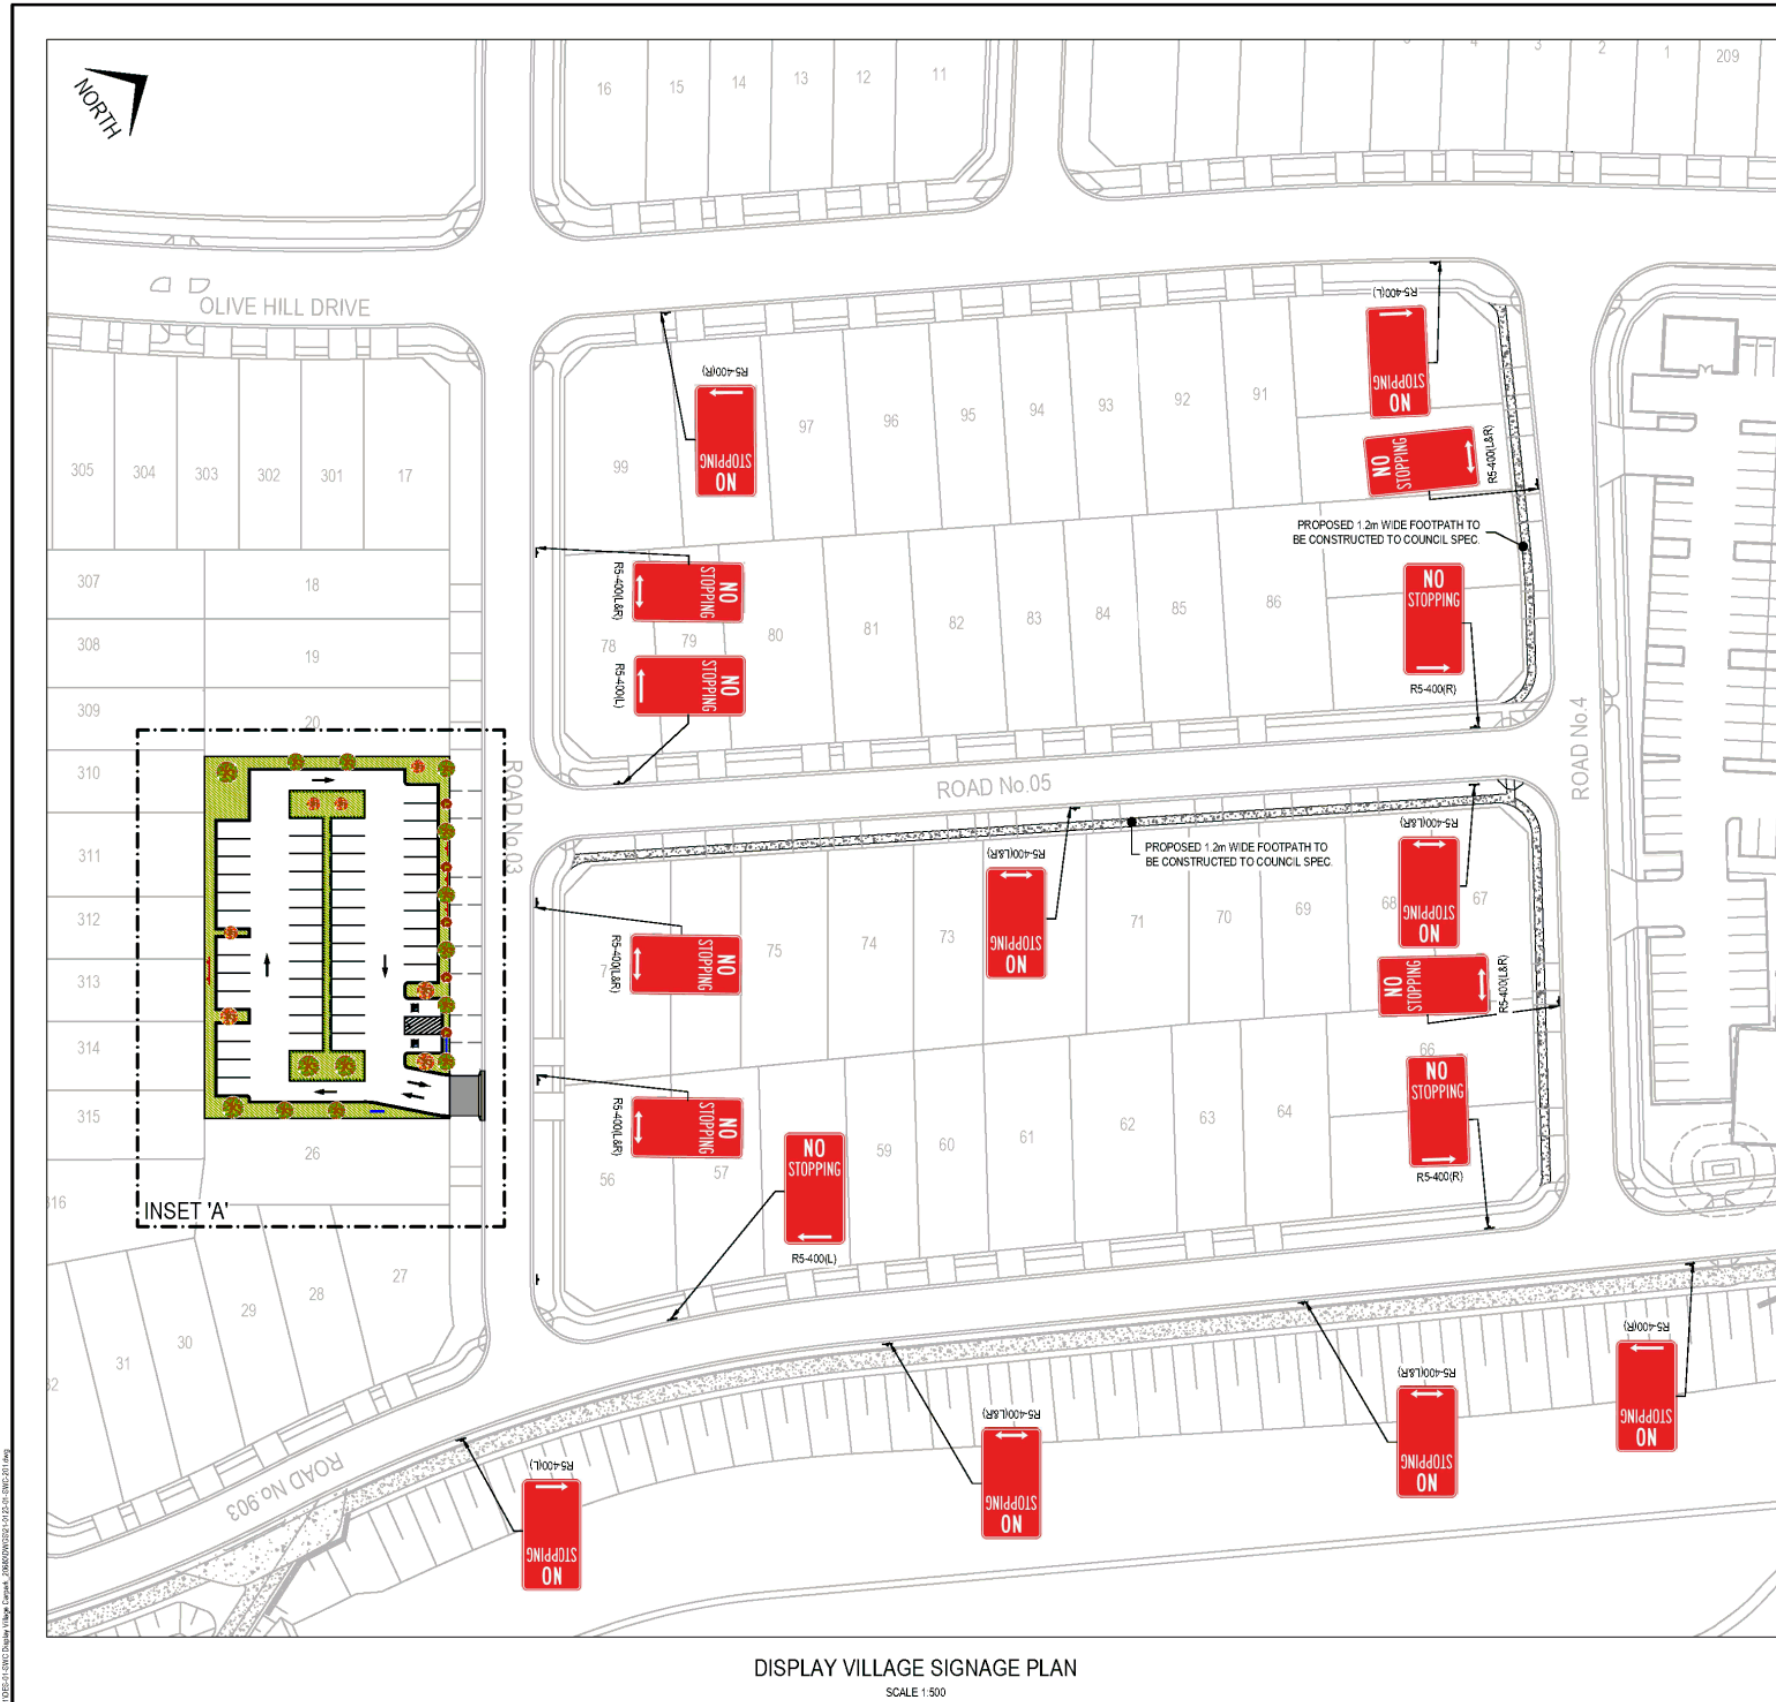 NORTH
16
15
14
13
12
11
4
3
2
1
209
OLIVE HILL DRIVE
305
304
303
302
301
17
99
97
96
95
94
93
92
91
R5-400(R)
NO
STOPPING
R5-400(L)
NO
STOPPING
NO
STOPPING
R5-400(L&R)
PROPOSED 1.2m WIDE FOOTPATH TO
BE CONSTRUCTED TO COUNCIL SPEC.
307
18
308
19
309
20
R5-400(L&R)
NO
STOPPING
78
79
80
81
82
83
84
85
86
R5-400(L)
NO
STOPPING
NO
STOPPING
R5-400(R)
ROAD No.03
ROAD No.05
ROAD No.4
310
311
312
313
314
315
316
26
INSET 'A'
PROPOSED 1.2m WIDE FOOTPATH TO
BE CONSTRUCTED TO COUNCIL SPEC.
R5-400(L&R)
NO
STOPPING
75
74
73
R5-400(L&R)
NO
STOPPING
71
70
69
68
67
R5-400(L&R)
NO
STOPPING
NO
STOPPING
R5-400(L&R)
66
NO
STOPPING
R5-400(R)
R5-400(L&R)
NO
STOPPING
56
57
59
60
61
62
63
64
NO
STOPPING
R5-400(L)
27
28
29
30
31
32
ROAD No.903
R5-400(L)
NO
STOPPING
R5-400(L&R)
NO
STOPPING
R5-400(L&R)
NO
STOPPING
R5-400(R)
NO
STOPPING
DISPLAY VILLAGE SIGNAGE PLAN
SCALE 1:500